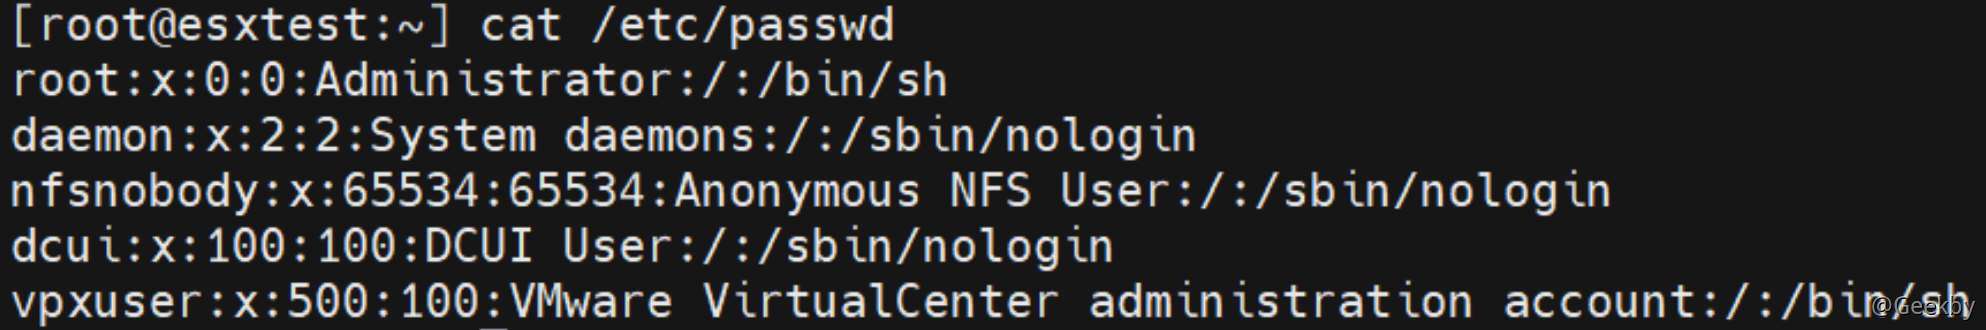 [root@esxtest:~] cat /etc/passwd
root:x:0:0:Administrator:/:/bin/sh
daemon:x:2:2:System daemons:/:/sbin/nologin
nfsnobody:x:65534:65534:Anonymous NFS User:/:/sbin/nologin
dcui:x:100:100:DCUI User:/:/sbin/nologin
vpxuser:x:500:100:VMware VirtualCenter administration account:/:/bin/sh
@Geekby